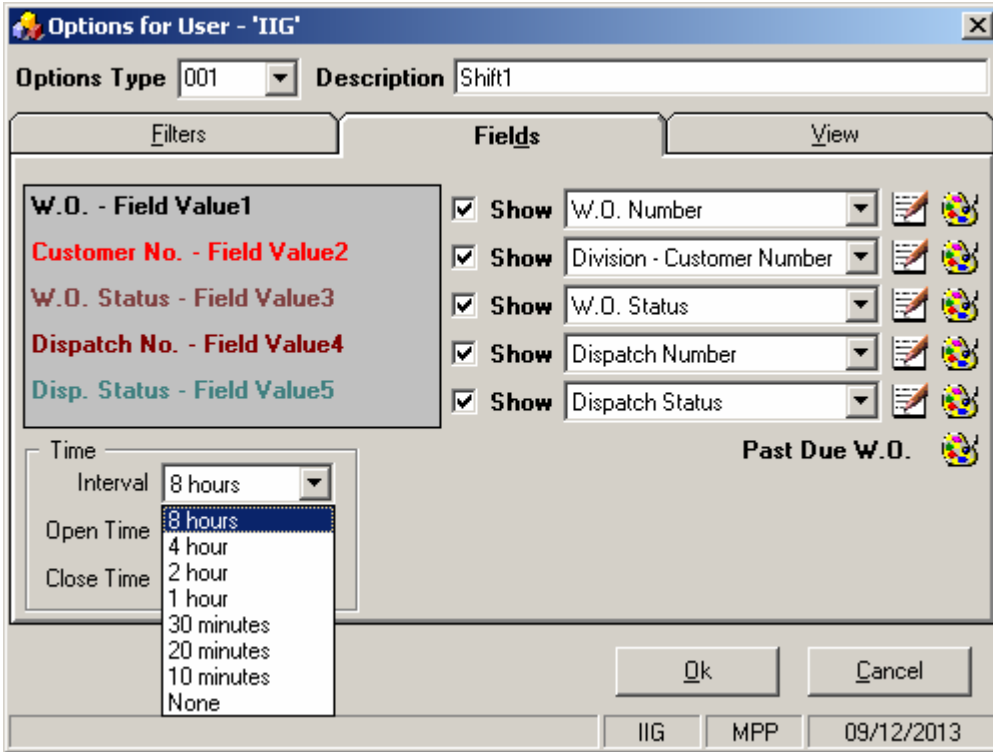 Options for User - 'IIG'
Options Type 001 Description Shift1
Filters Fields View
W.O. - Field Value1 Show W.O. Number
Customer No. - Field Value2 Show Division - Customer Number
W.O. Status - Field Value3 Show W.O. Status
Dispatch No. - Field Value4 Show Dispatch Number
Disp. Status - Field Value5 Show Dispatch Status
Past Due W.O.
Time
Interval 8 hours
8 hours
Open Time
4 hour
2 hour
Close Time
1 hour
30 minutes
20 minutes
10 minutes
None
Ok Cancel
IIG MPP 09/12/2013